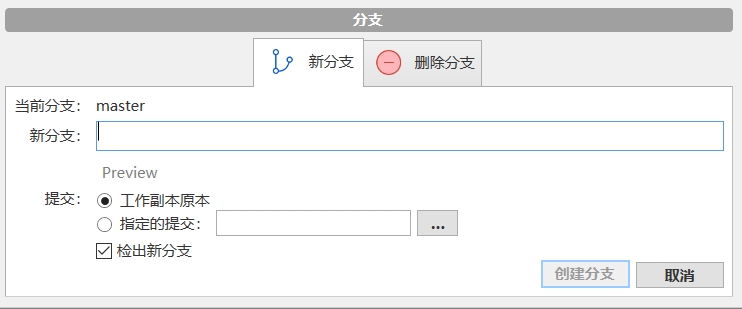 分支
新分支 删除分支
当前分支： master
新分支：
Preview
提交： 工作副本原本
指定的提交： ...
检出新分支
创建分支 取消